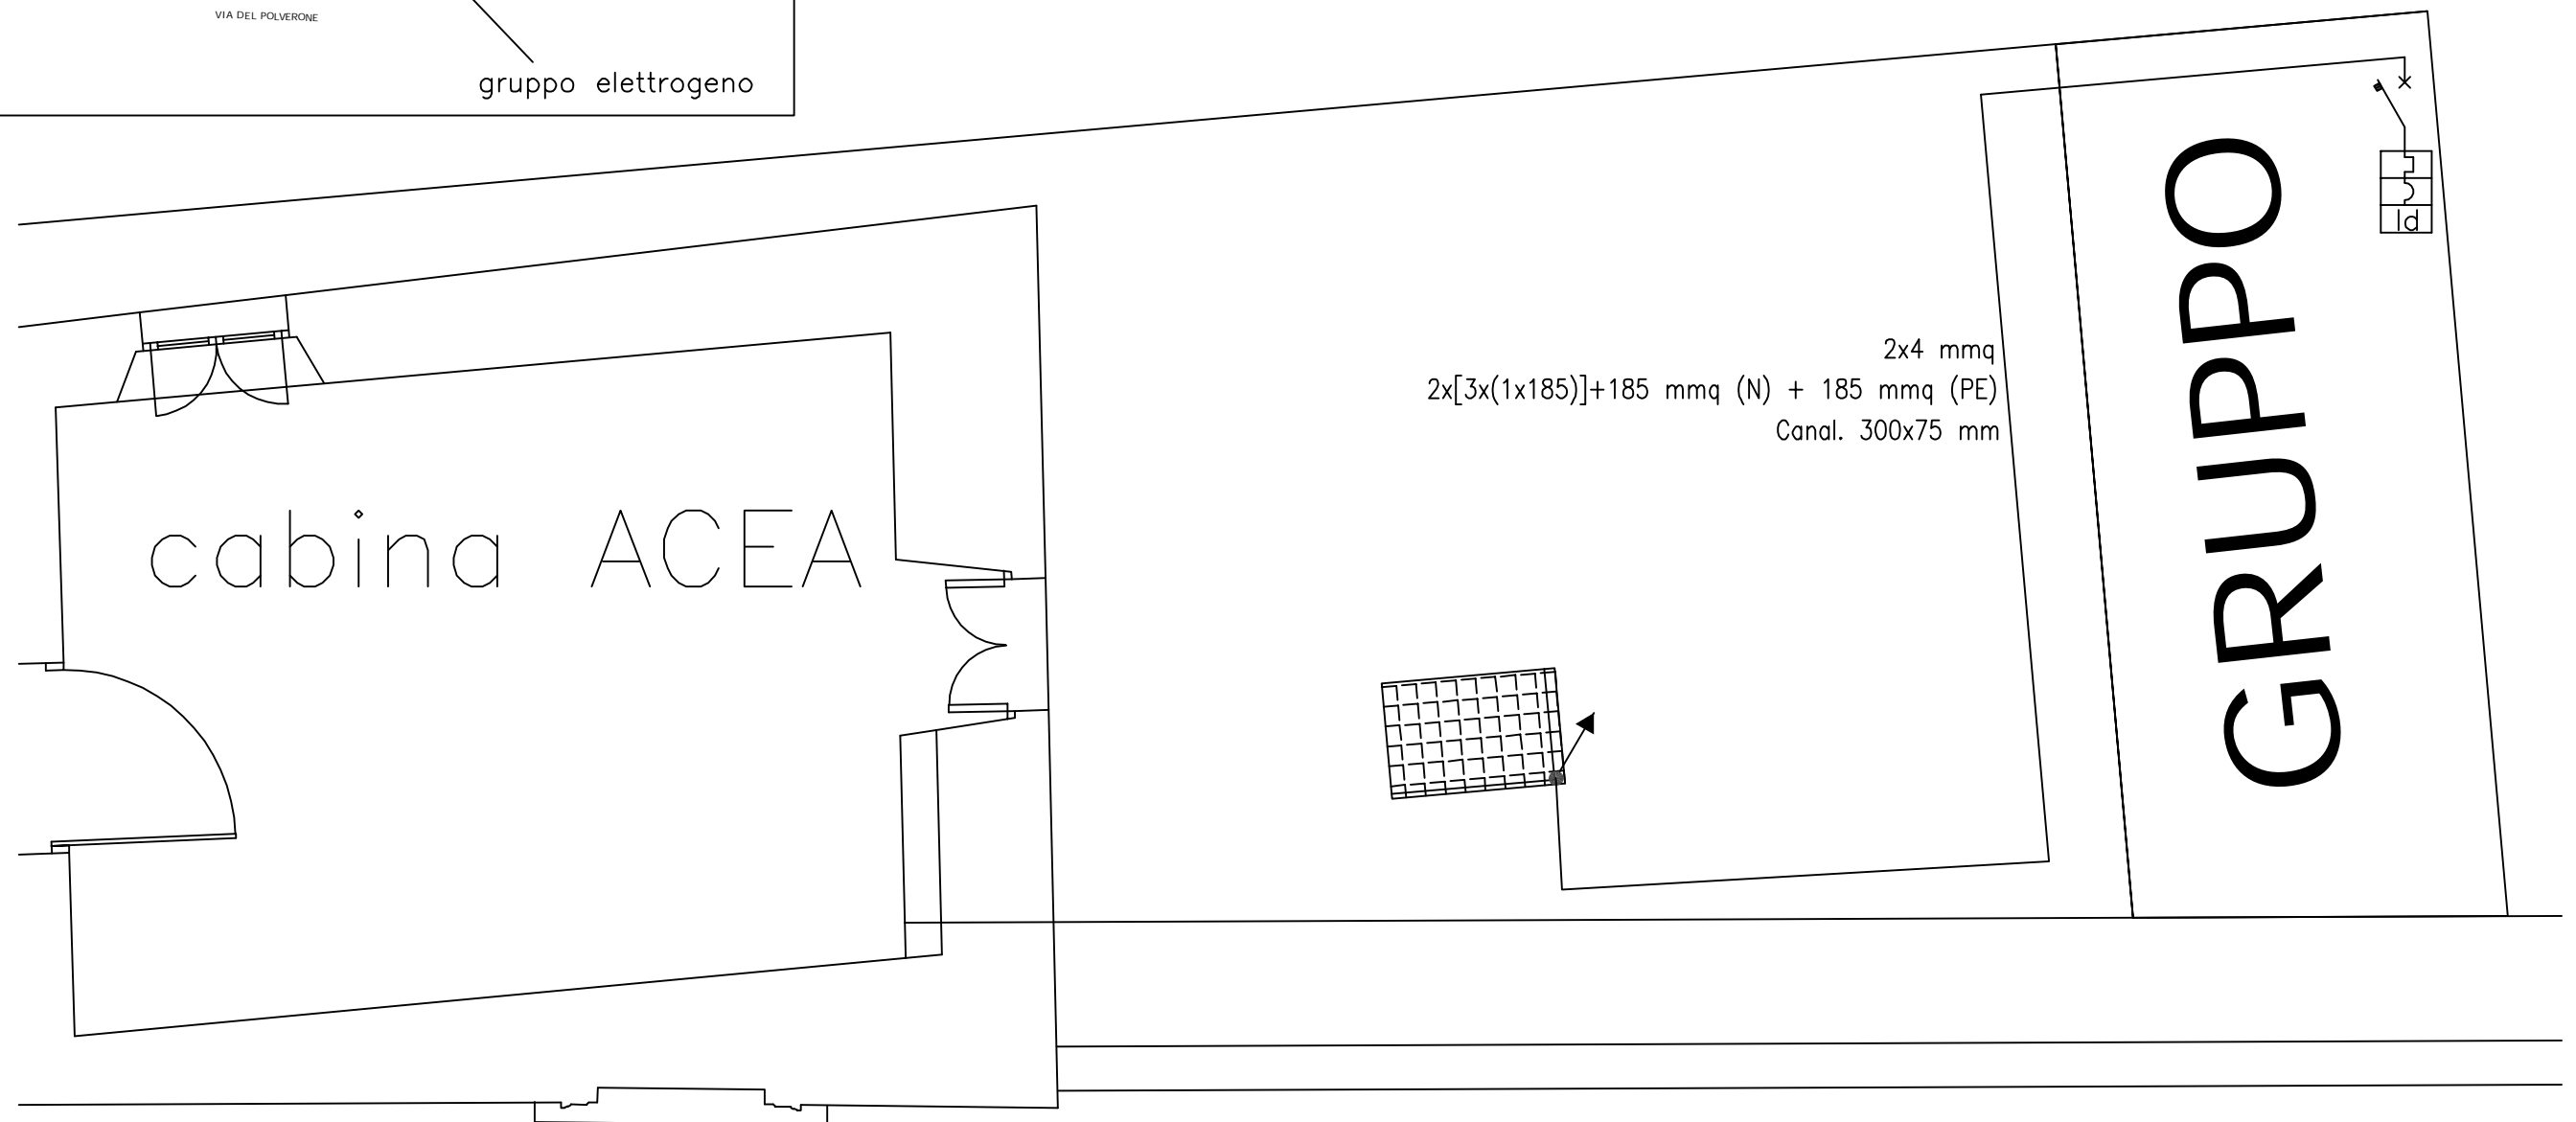 VIA DEL POLVERONE
gruppo elettrogeno
Id
2x4 mmq
2x[3x(1x185)]+185 mmq (N) + 185 mmq (PE)
Canal. 300x75 mm
cabina ACEA
GRUPPO